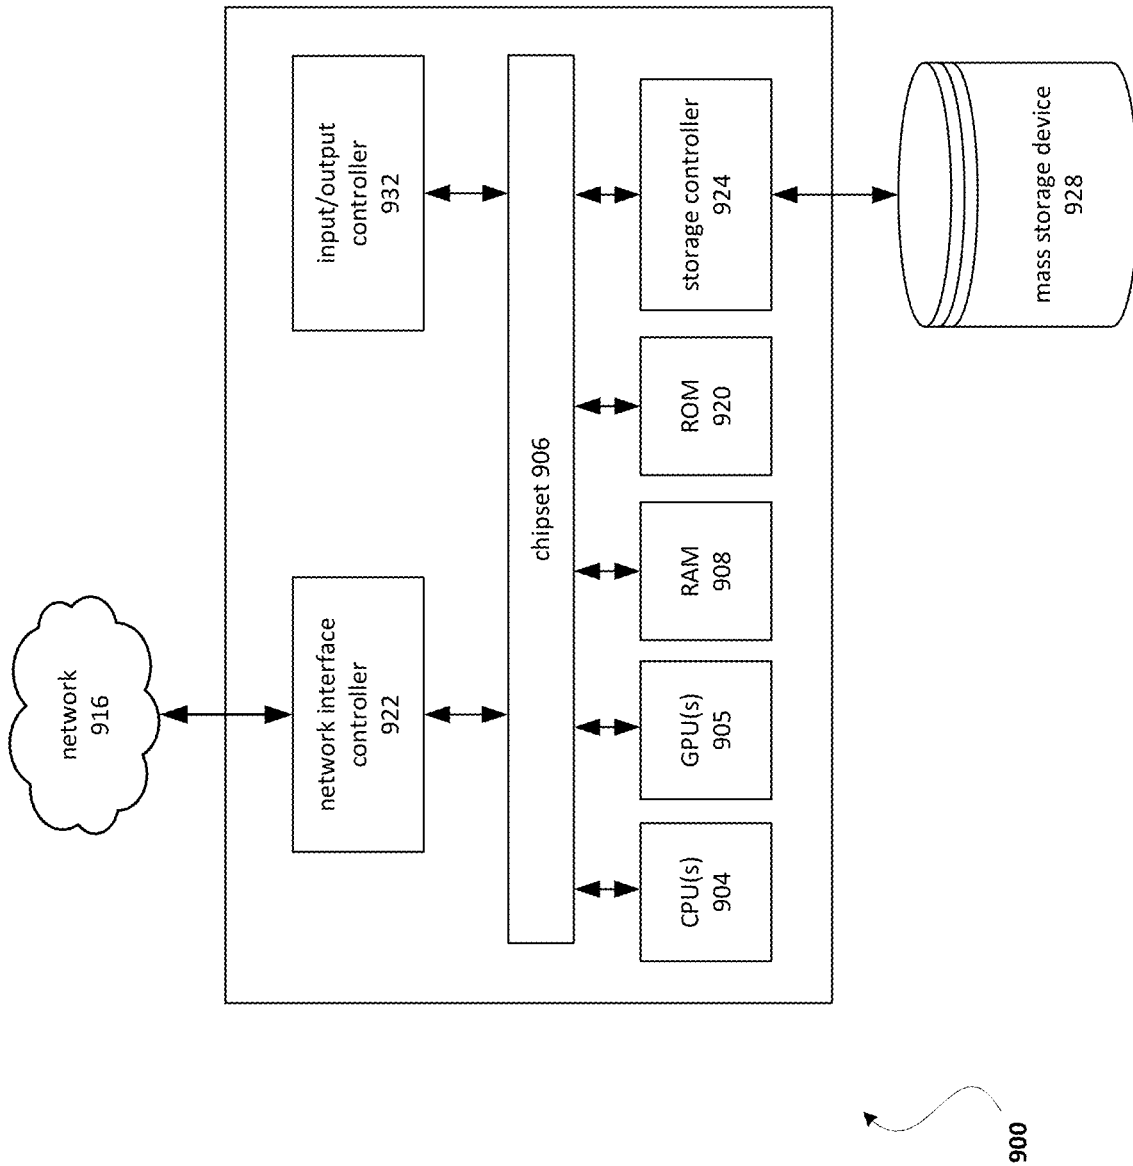 network
916
network interface
controller
922
input/output
controller
932
chipset 906
CPU(s)
904
GPU(s)
905
RAM
908
ROM
920
storage controller
924
mass storage device
928
900